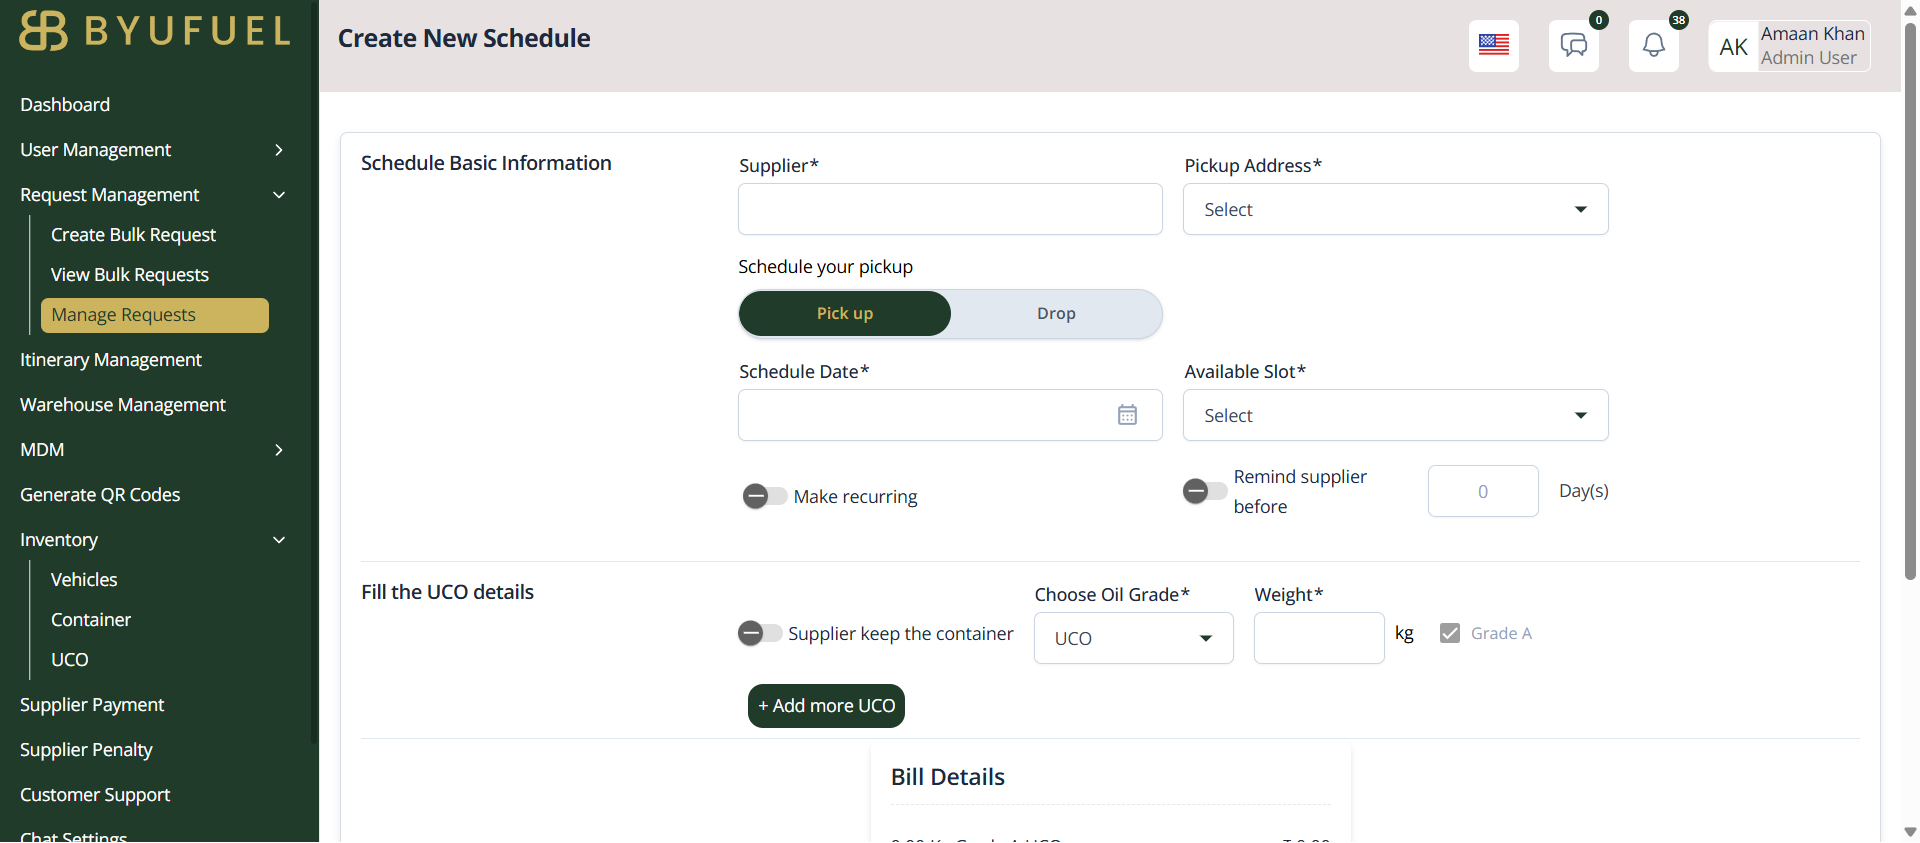 BYUFUEL
Create New Schedule
0
38
AK
Amaan Khan
Admin User
Dashboard
User Management
Request Management
Create Bulk Request
View Bulk Requests
Manage Requests
Itinerary Management
Warehouse Management
MDM
Generate QR Codes
Inventory
Vehicles
Container
UCO
Supplier Payment
Supplier Penalty
Customer Support
Chat Settings
Schedule Basic Information
Supplier*
Pickup Address*
Select
Schedule your pickup
Pick up
Drop
Schedule Date*
Available Slot*
Select
Make recurring
Remind supplier
before
0
Day(s)
Fill the UCO details
Supplier keep the container
Choose Oil Grade*
UCO
Weight*
kg
Grade A
+ Add more UCO
Bill Details